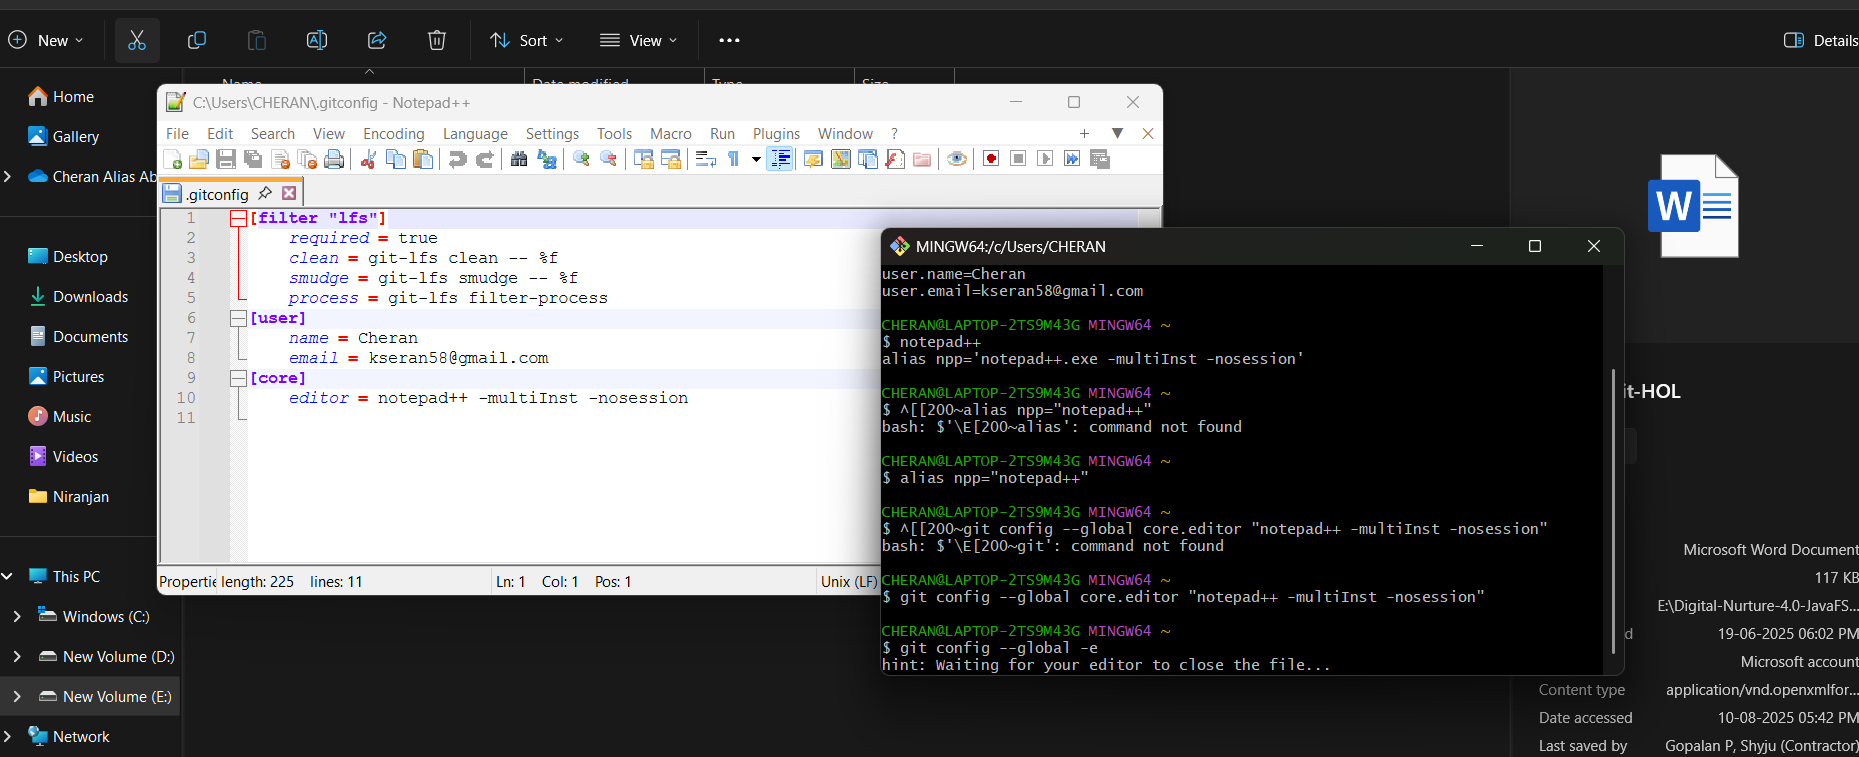 New
Sort
View
Details
Name
Date modified
Type
Size
Home
Gallery
Cheran Alias Ab
Desktop
Downloads
Documents
Pictures
Music
Videos
Niranjan
This PC
Windows (C:)
New Volume (D:)
New Volume (E:)
Network
C:\Users\CHERAN\.gitconfig - Notepad++
File Edit Search View Encoding Language Settings Tools Macro Run Plugins Window ?
.gitconfig
1 [filter "lfs"]
2 required = true
3 clean = git-lfs clean -- %f
4 smudge = git-lfs smudge -- %f
5 process = git-lfs filter-process
6 [user]
7 name = Cheran
8 email = kseran58@gmail.com
9 [core]
10 editor = notepad++ -multiInst -nosession
11
Propertie length: 225 lines: 11 Ln: 1 Col: 1 Pos: 1 Unix (LF)
MINGW64:/c/Users/CHERAN
user.name=Cheran
user.email=kseran58@gmail.com
CHERAN@LAPTOP-2TS9M43G MINGW64 ~
$ notepad++
alias npp='notepad++.exe -multiInst -nosession'
CHERAN@LAPTOP-2TS9M43G MINGW64 ~
$ ^[[200~alias npp="notepad++"
bash: $'\E[200~alias': command not found
CHERAN@LAPTOP-2TS9M43G MINGW64 ~
$ alias npp="notepad++"
CHERAN@LAPTOP-2TS9M43G MINGW64 ~
$ ^[[200~git config --global core.editor "notepad++ -multiInst -nosession"
bash: $'\E[200~git': command not found
CHERAN@LAPTOP-2TS9M43G MINGW64 ~
$ git config --global core.editor "notepad++ -multiInst -nosession"
CHERAN@LAPTOP-2TS9M43G MINGW64 ~
$ git config --global -e
hint: Waiting for your editor to close the file...
W
it-HOL
Microsoft Word Document
117 KB
E:\Digital-Nurture-4.0-JavaFS...
d 19-06-2025 06:02 PM
Microsoft account
Content type application/vnd.openxmlfor...
Date accessed 10-08-2025 05:42 PM
Last saved by Gopalan P, Shyju (Contractor)